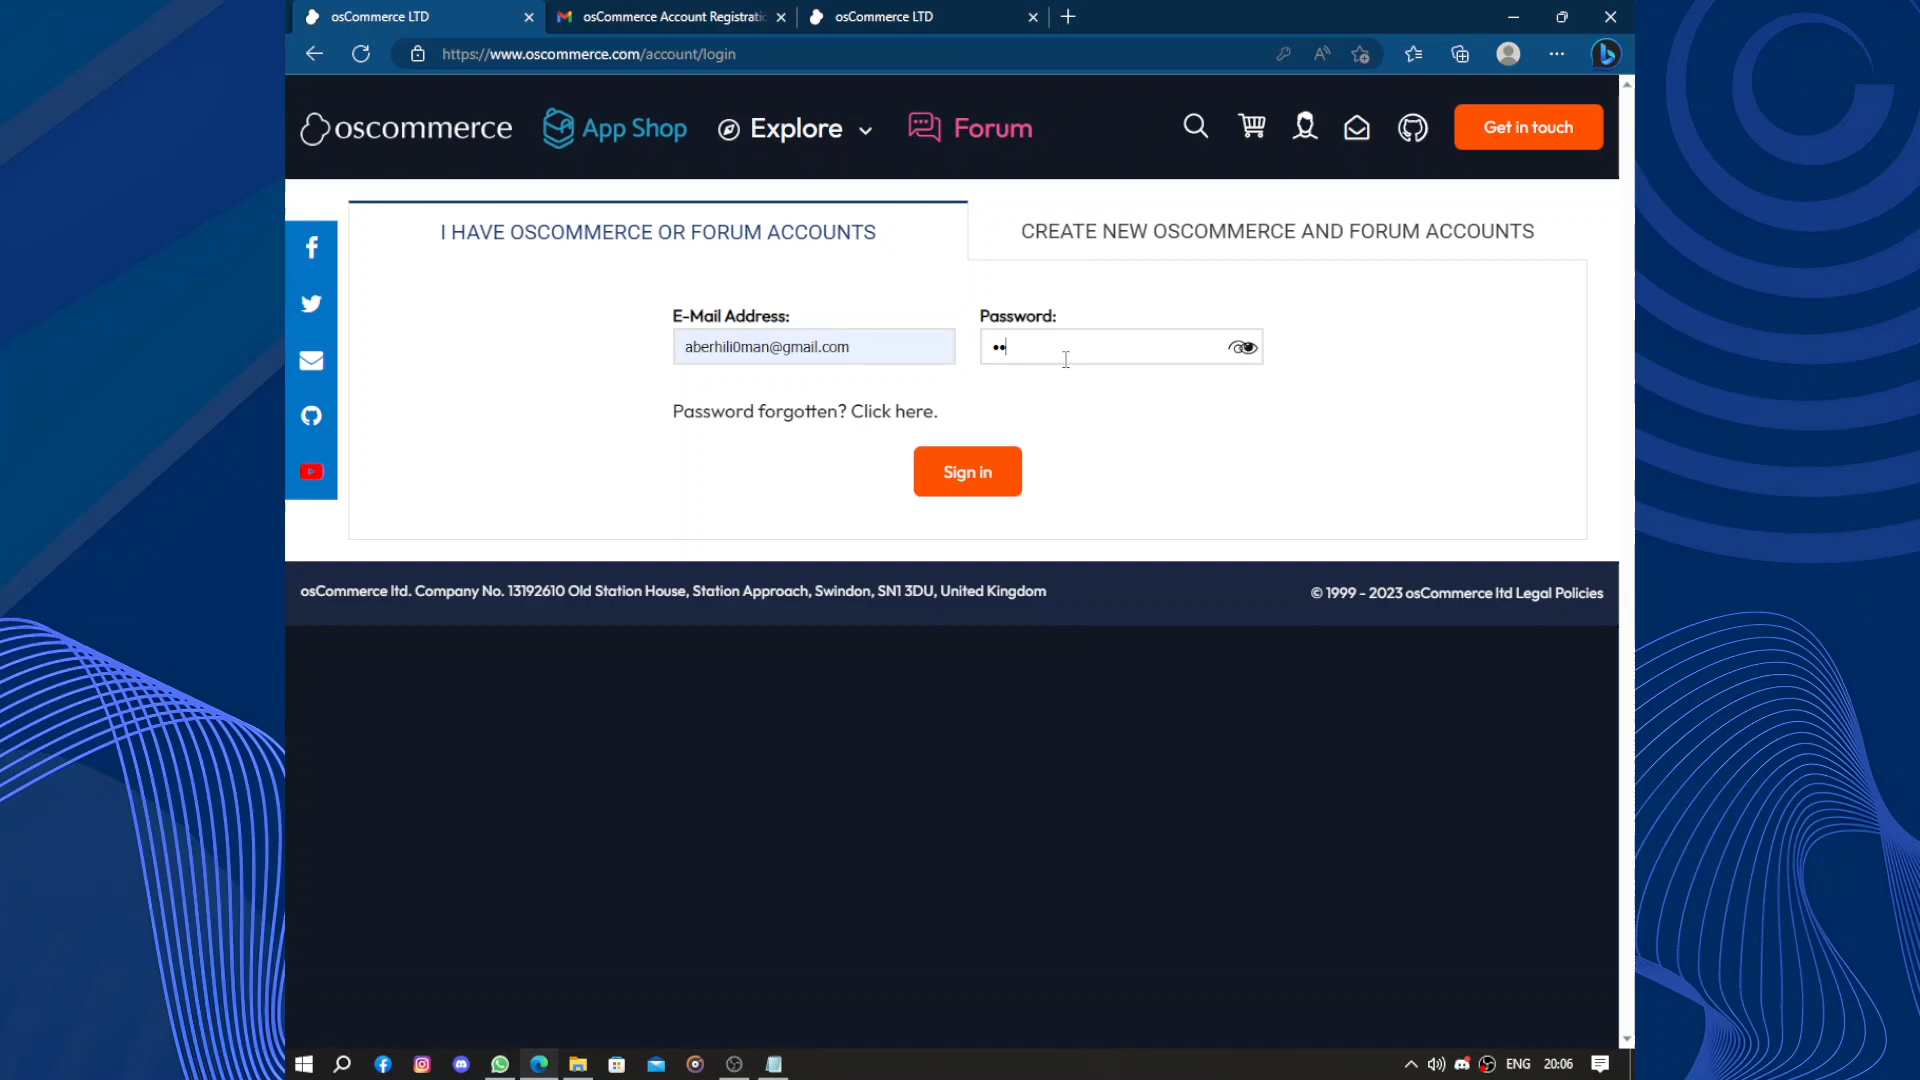 osCommerce LTD
osCommerce Account Registratic
osCommerce LTD
https://www.oscommerce.com/account/login
oscommerce
App Shop
Explore
Forum
Get in touch
I HAVE OSCOMMERCE OR FORUM ACCOUNTS
CREATE NEW OSCOMMERCE AND FORUM ACCOUNTS
E-Mail Address:
Password:
aberhili0man@gmail.com
Password forgotten? Click here.
Sign in
osCommerce ltd. Company No. 13192610 Old Station House, Station Approach, Swindon, SN1 3DU, United Kingdom
© 1999 - 2023 osCommerce ltd Legal Policies
ENG
20:06